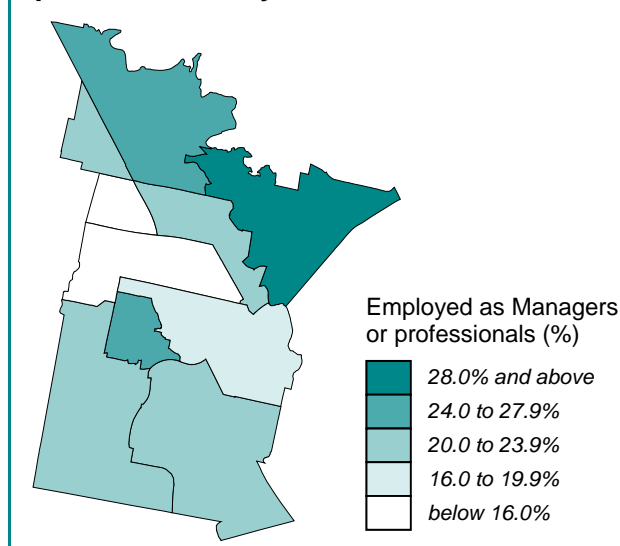 Employed as Managers
or professionals (%)
28.0% and above
24.0 to 27.9%
20.0 to 23.9%
16.0 to 19.9%
below 16.0%